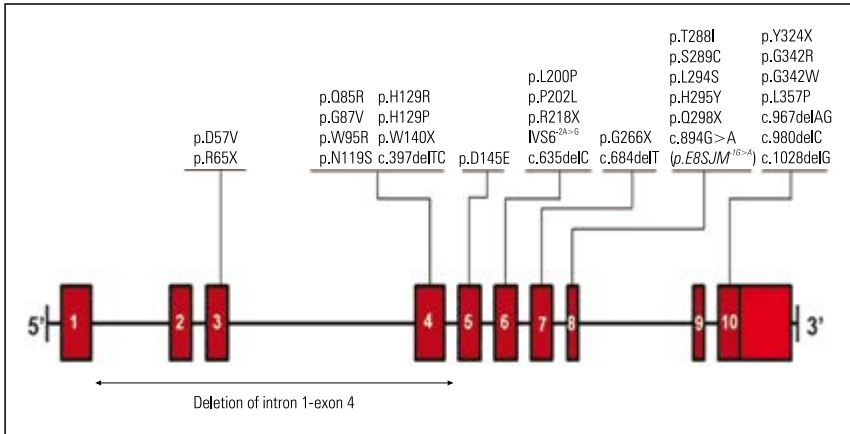 p.D57V
p.R65X
p.Q85R p.H129R
p.G87V p.H129P
p.W95R p.W140X
p.N119S c.397delTC
p.D145E
p.L200P
p.P202L
p.R218X
IVS6-2A>G
c.635delC
p.G266X
c.684delT
p.T288I
p.S289C
p.L294S
p.H295Y
p.Q298X
c.894G>A
(p.E8SJM-1G>A)
p.Y324X
p.G342R
p.G342W
p.L357P
c.967delAG
c.980delC
c.1028delG
5' 1 2 3 4 5 6 7 8 9 10 3'
Deletion of intron 1-exon 4